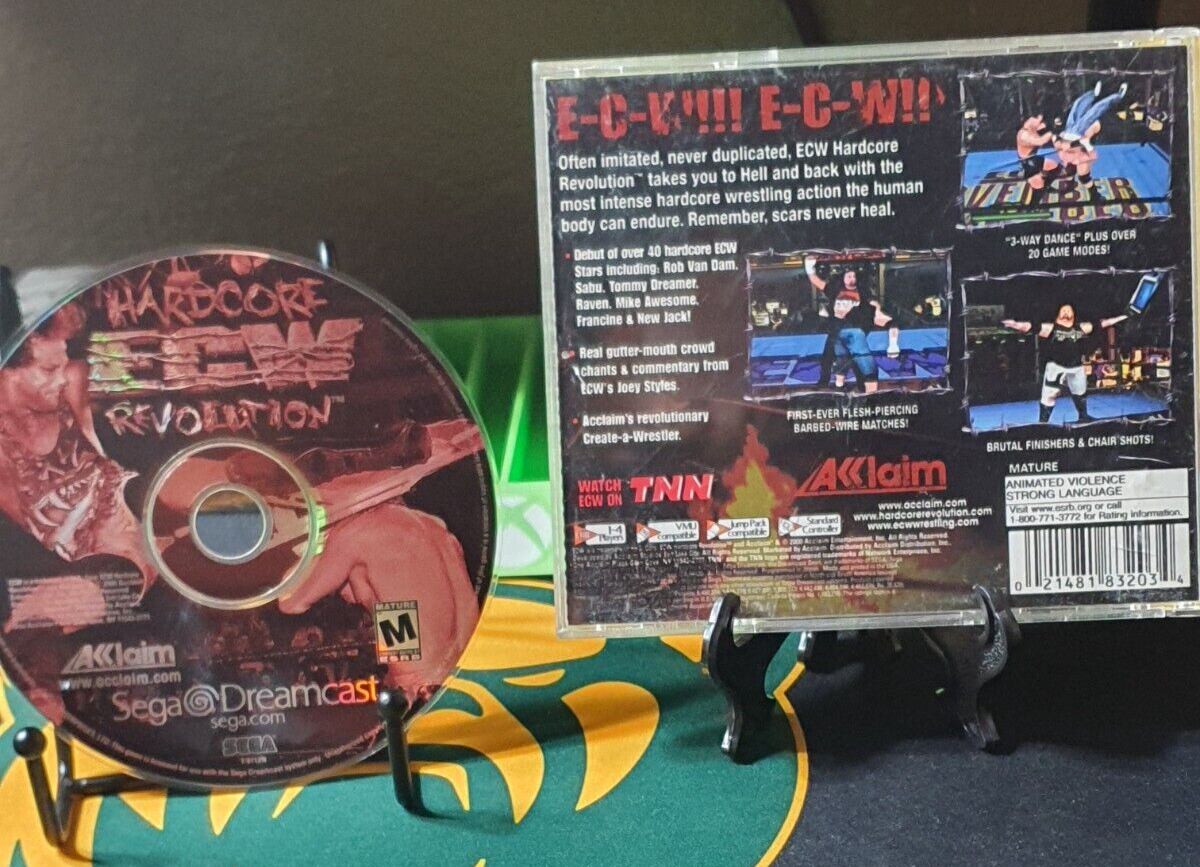 HARDCORE
ECW
REVOLUTION™
MATURE
M
ESRB
AKKlaim
www.acclaim.com
Sega Dreamcast
sega.com
SEGA
E-C-W!!!! E-C-W!!
Often imitated, never duplicated, ECW Hardcore
Revolution™ takes you to Hell and back with the
most intense hardcore wrestling action the human
body can endure. Remember, scars never heal.
• Debut of over 40 hardcore ECW
Stars including: Rob Van Dam,
Sabu, Tommy Dreamer,
Raven, Mike Awesome,
Francine & New Jack!
• Real gutter-mouth crowd
chants & commentary from
ECW's Joey Styles.
• Acclaim's revolutionary
Create-a-Wrestler.
"3-WAY DANCE" PLUS OVER
20 GAME MODES!
FIRST-EVER FLESH-PIERCING
BARBED-WIRE MATCHES!
BRUTAL FINISHERS & CHAIR SHOTS!
WATCH
ECW ON TNN
AKKlaim
www.acclaim.com
www.hardcorerevolution.com
www.ecwwrestling.com
1-4
Players
VMU
compatible
Jump Pack
compatible
Standard
Controller
MATURE
ANIMATED VIOLENCE
STRONG LANGUAGE
Visit www.esrb.org or call
1-800-771-3772 for Rating Information.
0 21481 83203 4